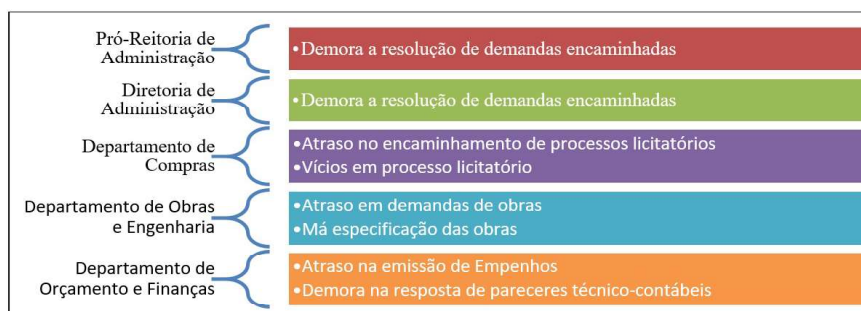 Pró-Reitoria de
Administração
•Demora a resolução de demandas encaminhadas
Diretoria de
Administração
•Demora a resolução de demandas encaminhadas
Departamento de
Compras
•Atraso no encaminhamento de processos licitatórios
•Vícios em processo licitatório
Departamento de Obras
e Engenharia
•Atraso em demandas de obras
•Má especificação das obras
Departamento de
Orçamento e Finanças
•Atraso na emissão de Empenhos
•Demora na resposta de pareceres técnico-contábeis